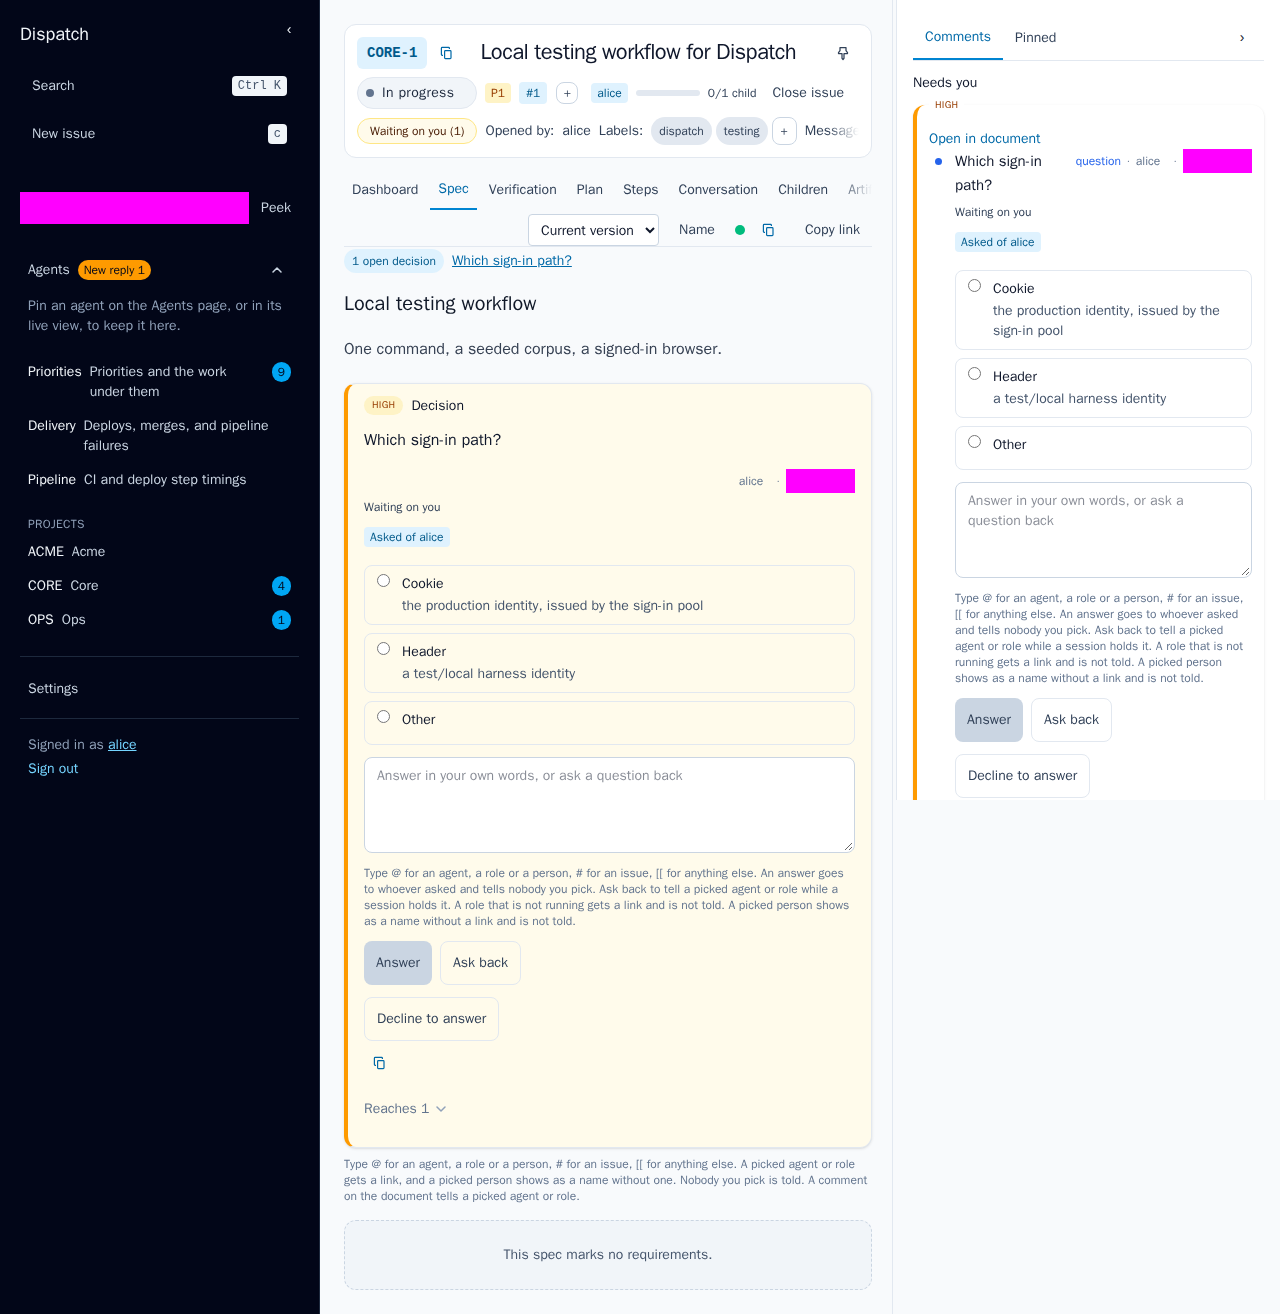 Dispatch
Search
Ctrl K
New issue
C
Peek
Agents
New reply 1
Pin an agent on the Agents page, or in its
live view, to keep it here.
Priorities
Priorities and the work
under them
9
Delivery
Deploys, merges, and pipeline
failures
Pipeline
CI and deploy step timings
PROJECTS
ACME Acme
CORE Core
4
OPS Ops
1
Settings
Signed in as alice
Sign out
CORE-1
Local testing workflow for Dispatch
In progress
P1
#1
+
alice
0/1 child
Close issue
Waiting on you (1)
Opened by: alice
Labels:
dispatch
testing
+
Message
Dashboard
Spec
Verification
Plan
Steps
Conversation
Children
Current version
Name
Copy link
1 open decision
Which sign-in path?
Local testing workflow
One command, a seeded corpus, a signed-in browser.
HIGH
Decision
Which sign-in path?
alice ·
Waiting on you
Asked of alice
Cookie
the production identity, issued by the sign-in pool
Header
a test/local harness identity
Other
Answer in your own words, or ask a question back
Type @ for an agent, a role or a person, # for an issue, [[ for anything else. An answer goes
to whoever asked and tells nobody you pick. Ask back to tell a picked agent or role while a
session holds it. A role that is not running gets a link and is not told. A picked person shows
as a name without a link and is not told.
Answer
Ask back
Decline to answer
Reaches 1
Type @ for an agent, a role or a person, # for an issue, [[ for anything else. A picked agent or role
gets a link, and a picked person shows as a name without one. Nobody you pick is told. A comment
on the document tells a picked agent or role.
This spec marks no requirements.
Comments
Pinned
Needs you
HIGH
Open in document
Which sign-in
path?
question · alice ·
Waiting on you
Asked of alice
Cookie
the production identity, issued by the
sign-in pool
Header
a test/local harness identity
Other
Answer in your own words, or ask a
question back
Type @ for an agent, a role or a person, # for an issue,
[[ for anything else. An answer goes to whoever asked
and tells nobody you pick. Ask back to tell a picked
agent or role while a session holds it. A role that is not
running gets a link and is not told. A picked person
shows as a name without a link and is not told.
Answer
Ask back
Decline to answer